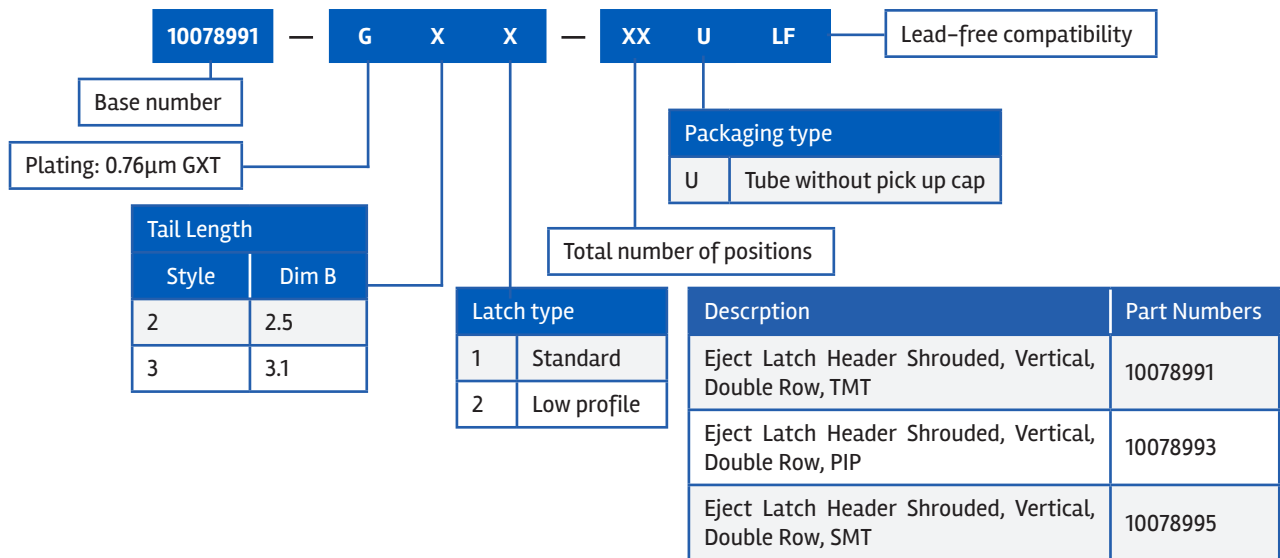 10078991 — G X X — XX U LF
Lead-free compatibility
Base number
Plating: 0.76µm GXT
Packaging type
U Tube without pick up cap
Total number of positions
Tail Length
Style Dim B
2 2.5
3 3.1
Latch type
1 Standard
2 Low profile
Descrption Part Numbers
Eject Latch Header Shrouded, Vertical,
Double Row, TMT
10078991
Eject Latch Header Shrouded, Vertical,
Double Row, PIP
10078993
Eject Latch Header Shrouded, Vertical,
Double Row, SMT
10078995